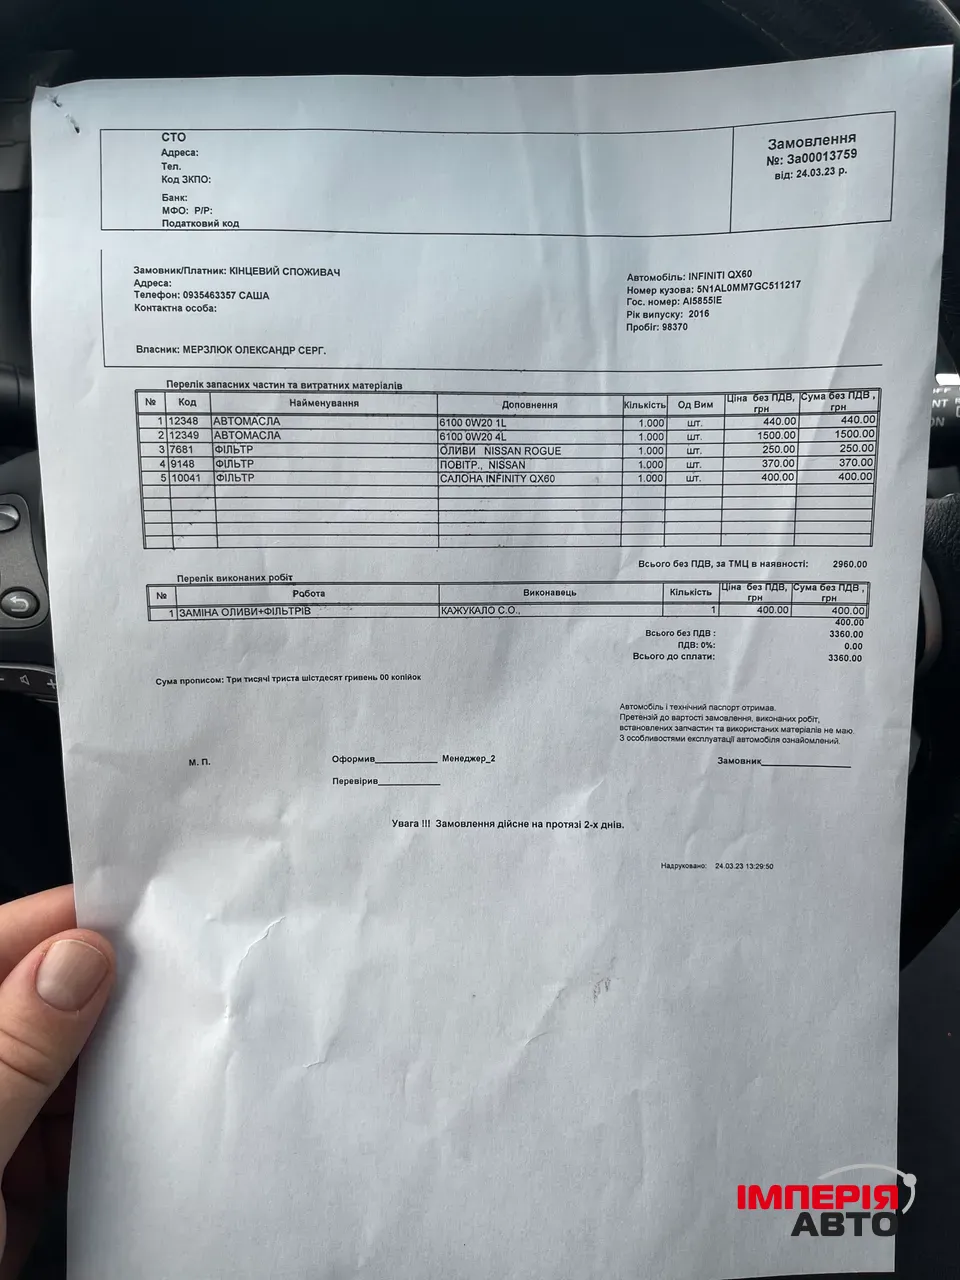 СТО
Адреса:
Тел.
Код ЗКПО:
Банк:
МФО: Р/Р:
Податковий код
Замовлення
№: За00013759
від: 24.03.23 р.
Замовник/Платник: КІНЦЕВИЙ СПОЖИВАЧ
Адреса:
Телефон: 0935463357 САША
Контактна особа:
Власник: МЕРЗЛЮК ОЛЕКСАНДР СЕРГ.
Автомобіль: INFINITI QX60
Номер кузова: 5N1AL0MM7GC511217
Гос. номер: AI5855IE
Рік випуску: 2016
Пробіг: 98370
Перелік запасних частин та витратних матеріалів
№ Код Найменування Доповнення Кількість Од Вим Ціна без ПДВ, грн Сума без ПДВ, грн
1 12348 АВТОМАСЛА 6100 0W20 1L 1.000 шт. 440.00 440.00
2 12349 АВТОМАСЛА 6100 0W20 4L 1.000 шт. 1500.00 1500.00
3 7681 ФІЛЬТР ОЛИВИ NISSAN ROGUE 1.000 шт. 250.00 250.00
4 9148 ФІЛЬТР ПОВІТР., NISSAN 1.000 шт. 370.00 370.00
5 10041 ФІЛЬТР САЛОНА INFINITY QX60 1.000 шт. 400.00 400.00
Всього без ПДВ, за ТМЦ в наявності: 2960.00
Перелік виконаних робіт
№ Робота Виконавець Кількість Ціна без ПДВ, грн Сума без ПДВ, грн
1 ЗАМІНА ОЛИВИ+ФІЛЬТРІВ КАЖУКАЛО С.О., 1 400.00 400.00
400.00
Всього без ПДВ : 3360.00
ПДВ: 0%: 0.00
Всього до сплати: 3360.00
Сума прописом: Три тисячі триста шістдесят гривень 00 копійок
Автомобіль і технічний паспорт отримав.
Претензій до вартості замовлення, виконаних робіт,
встановлених запчастин та використаних матеріалів не маю.
З особливостями експлуатації автомобіля ознайомлений.
М. П.
Оформив__________ Менеджер_2
Перевірив__________
Замовник_______________
Увага !!! Замовлення дійсне на протязі 2-х днів.
Надруковано: 24.03.23 13:29:50
ІМПЕРІЯ
АВТО